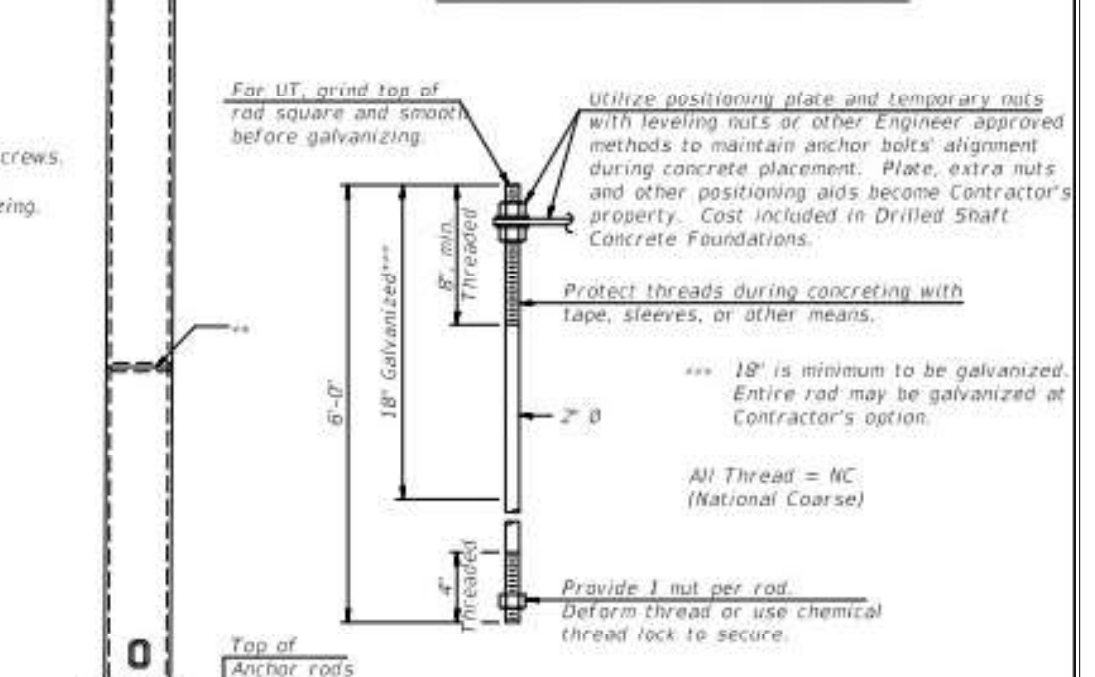 crews.
zing.
**
For UT, grind top of
rod square and smooth
before galvanizing.
Utilize positioning plate and temporary nuts
with leveling nuts or other Engineer approved
methods to maintain anchor bolts' alignment
during concrete placement. Plate, extra nuts
and other positioning aids become Contractor's
property. Cost included in Drilled Shaft
Concrete Foundations.
8", min.
Threaded
18" Galvanized***
6'-0"
Protect threads during concreting with
tape, sleeves, or other means.
*** 18" is minimum to be galvanized.
Entire rod may be galvanized at
Contractor's option.
2" Ø
All Thread = NC
(National Coarse)
4"
Threaded
Provide 1 nut per rod.
Deform thread or use chemical
thread lock to secure.
Top of
Anchor rods